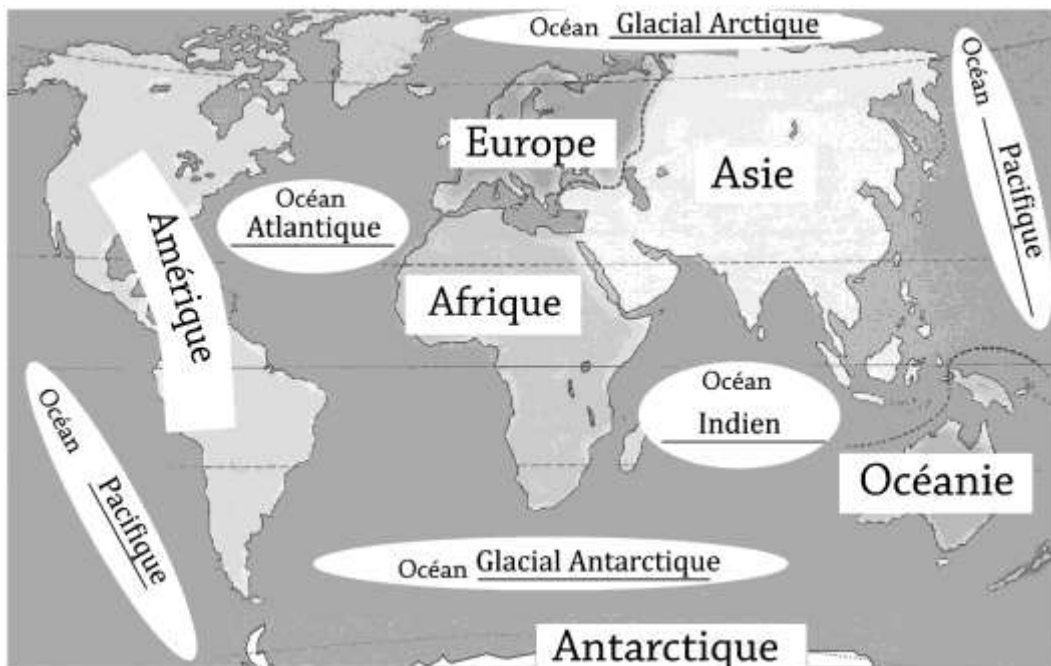 Océan Glacial Arctique
Océan
Pacifique
Europe
Asie
Océan
Atlantique
Amérique
Afrique
Océan
Indien
Océan
Pacifique
Océanie
Océan Glacial Antarctique
Antarctique